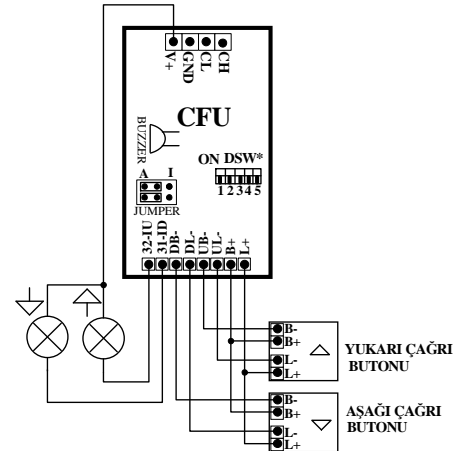 V+ GND CL CH
CFU
BUZZER
ON DSW*
1 2 3 4 5
A I
JUMPER
32-IU 31-ID DB- DL- UB- UL- B+ L+
B-
B+
L-
L+
YUKARI ÇAĞRI
BUTONU
B-
B+
L-
L+
AŞAĞI ÇAĞRI
BUTONU